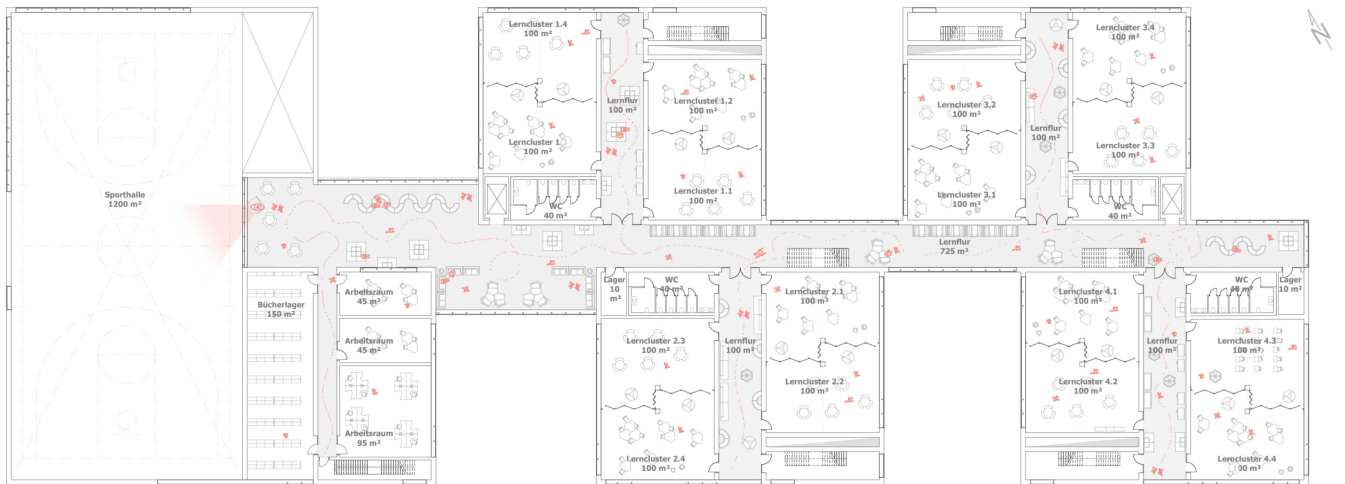 Sporthalle
1200 m²
Bücherlager
150 m²
Arbeitsraum
45 m²
Arbeitsraum
45 m²
Arbeitsraum
95 m²
Lerncluster 1.4
100 m²
Lerncluster 1
100 m²
WC
40 m²
Lernflur
100 m²
Lerncluster 1.2
100 m²
Lerncluster 1.1
100 m²
Lager
10
m²
WC
40 m²
Lerncluster 2.3
100 m²
Lerncluster 2.4
100 m²
Lernflur
100 m²
Lerncluster 2.1
100 m²
Lerncluster 2.2
100 m²
Lernflur
725 m²
Lerncluster 3.2
100 m²
Lerncluster 3.1
100 m²
Lernflur
100 m²
Lerncluster 3.4
100 m²
Lerncluster 3.3
100 m²
WC
40 m²
Lerncluster 4.1
100 m²
Lerncluster 4.2
100 m²
Lernflur
100 m²
WC
40 m²
Lager
10 m²
Lerncluster 4.3
100 m²
Lerncluster 4.4
100 m²
N